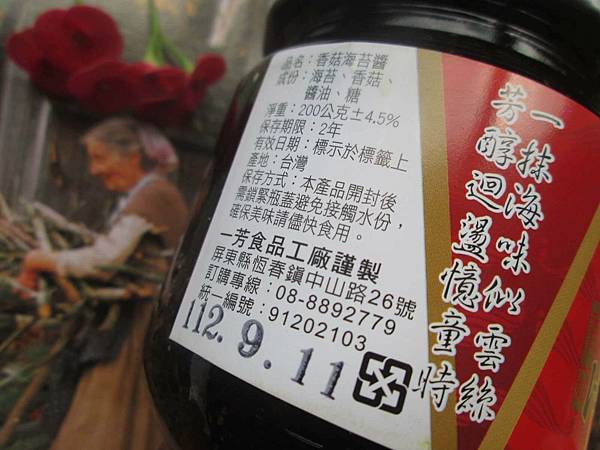 品名：香菇海苔醬
成份：海苔、香菇、
醬油、糖
淨重：200公克±4.5%
保存期限：2年
有效日期：標示於標籤上
產地：台灣
保存方式：本產品開封後
需鎖緊瓶蓋避免接觸水份，
確保美味請儘快食用。
一芳食品工廠謹製
屏東縣恆春鎮中山路26號
訂購專線：08-8892779
統一編號：91202103
112.9.11
一抹海味似雲絲
芳醇迴盪憶童時